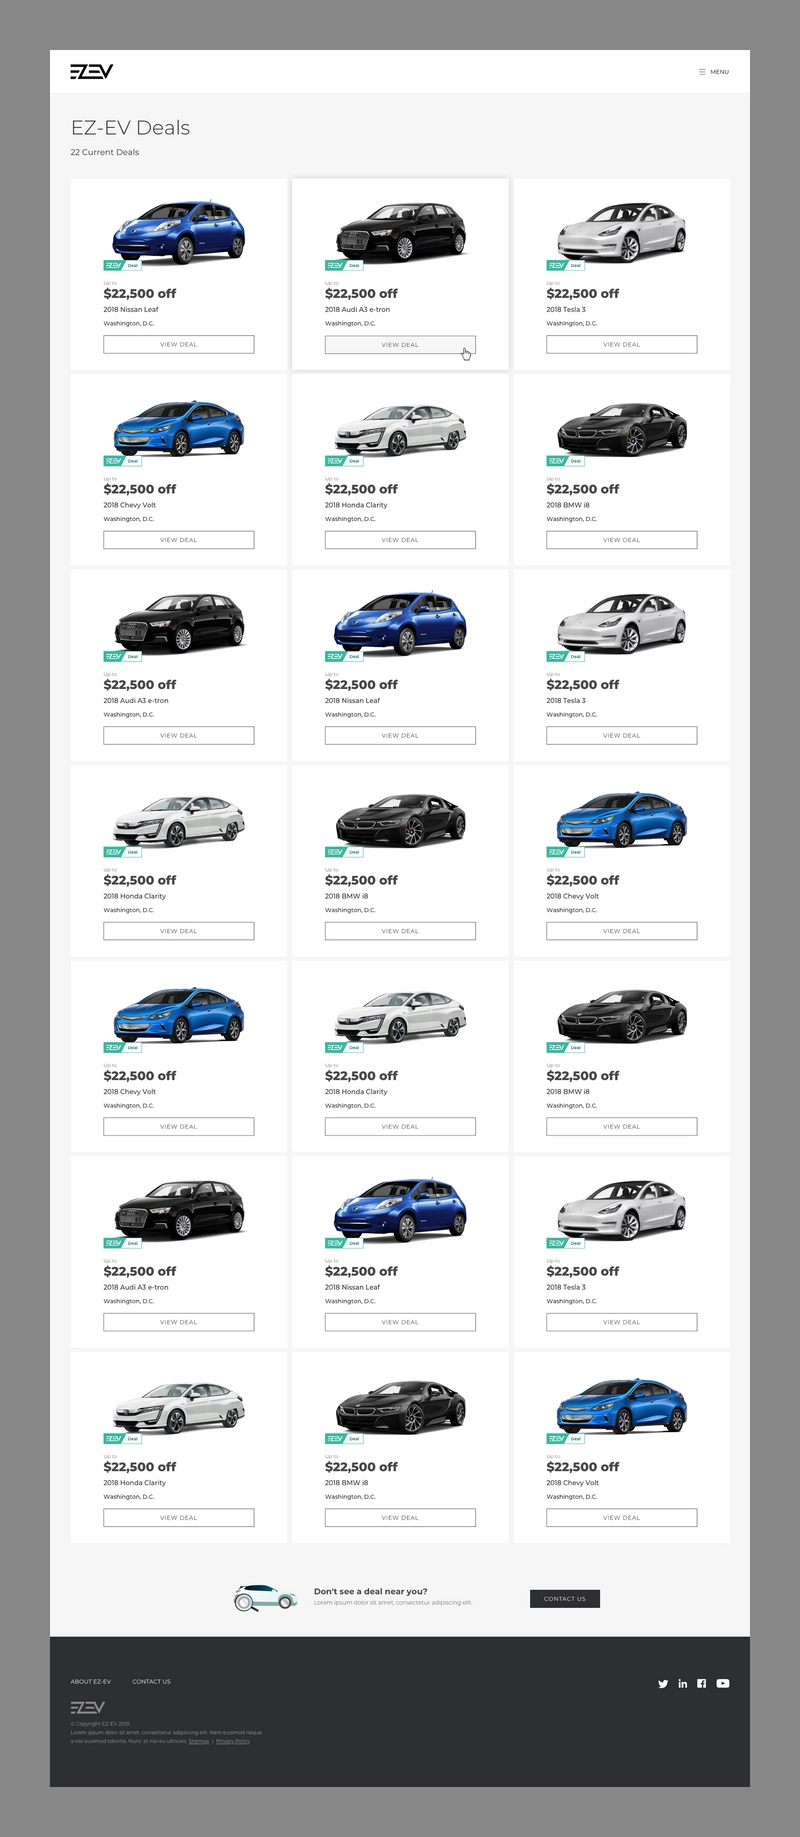 EZEV
MENU
EZ-EV Deals
22 Current Deals
EZEV Deal
Up to
$22,500 off
2018 Nissan Leaf
Washington, D.C.
VIEW DEAL
EZEV Deal
Up to
$22,500 off
2018 Audi A3 e-tron
Washington, D.C.
VIEW DEAL
EZEV Deal
Up to
$22,500 off
2018 Tesla 3
Washington, D.C.
VIEW DEAL
EZEV Deal
Up to
$22,500 off
2018 Chevy Volt
Washington, D.C.
VIEW DEAL
EZEV Deal
Up to
$22,500 off
2018 Honda Clarity
Washington, D.C.
VIEW DEAL
EZEV Deal
Up to
$22,500 off
2018 BMW i8
Washington, D.C.
VIEW DEAL
EZEV Deal
Up to
$22,500 off
2018 Audi A3 e-tron
Washington, D.C.
VIEW DEAL
EZEV Deal
Up to
$22,500 off
2018 Nissan Leaf
Washington, D.C.
VIEW DEAL
EZEV Deal
Up to
$22,500 off
2018 Tesla 3
Washington, D.C.
VIEW DEAL
EZEV Deal
Up to
$22,500 off
2018 Honda Clarity
Washington, D.C.
VIEW DEAL
EZEV Deal
Up to
$22,500 off
2018 BMW i8
Washington, D.C.
VIEW DEAL
EZEV Deal
Up to
$22,500 off
2018 Chevy Volt
Washington, D.C.
VIEW DEAL
EZEV Deal
Up to
$22,500 off
2018 Chevy Volt
Washington, D.C.
VIEW DEAL
EZEV Deal
Up to
$22,500 off
2018 Honda Clarity
Washington, D.C.
VIEW DEAL
EZEV Deal
Up to
$22,500 off
2018 BMW i8
Washington, D.C.
VIEW DEAL
EZEV Deal
Up to
$22,500 off
2018 Audi A3 e-tron
Washington, D.C.
VIEW DEAL
EZEV Deal
Up to
$22,500 off
2018 Nissan Leaf
Washington, D.C.
VIEW DEAL
EZEV Deal
Up to
$22,500 off
2018 Tesla 3
Washington, D.C.
VIEW DEAL
EZEV Deal
Up to
$22,500 off
2018 Honda Clarity
Washington, D.C.
VIEW DEAL
EZEV Deal
Up to
$22,500 off
2018 BMW i8
Washington, D.C.
VIEW DEAL
EZEV Deal
Up to
$22,500 off
2018 Chevy Volt
Washington, D.C.
VIEW DEAL
Don't see a deal near you?
Lorem ipsum dolor sit amet, consectetur adipiscing elit.
CONTACT US
ABOUT EZ-EV CONTACT US
EZEV
© Copyright EZ-EV 2019.
Lorem ipsum dolor sit amet, consectetur adipiscing elit. Nam euismod neque
a nisl euismod lobortis. Nunc at nisi eu ultricies. Sitemap | Privacy Policy